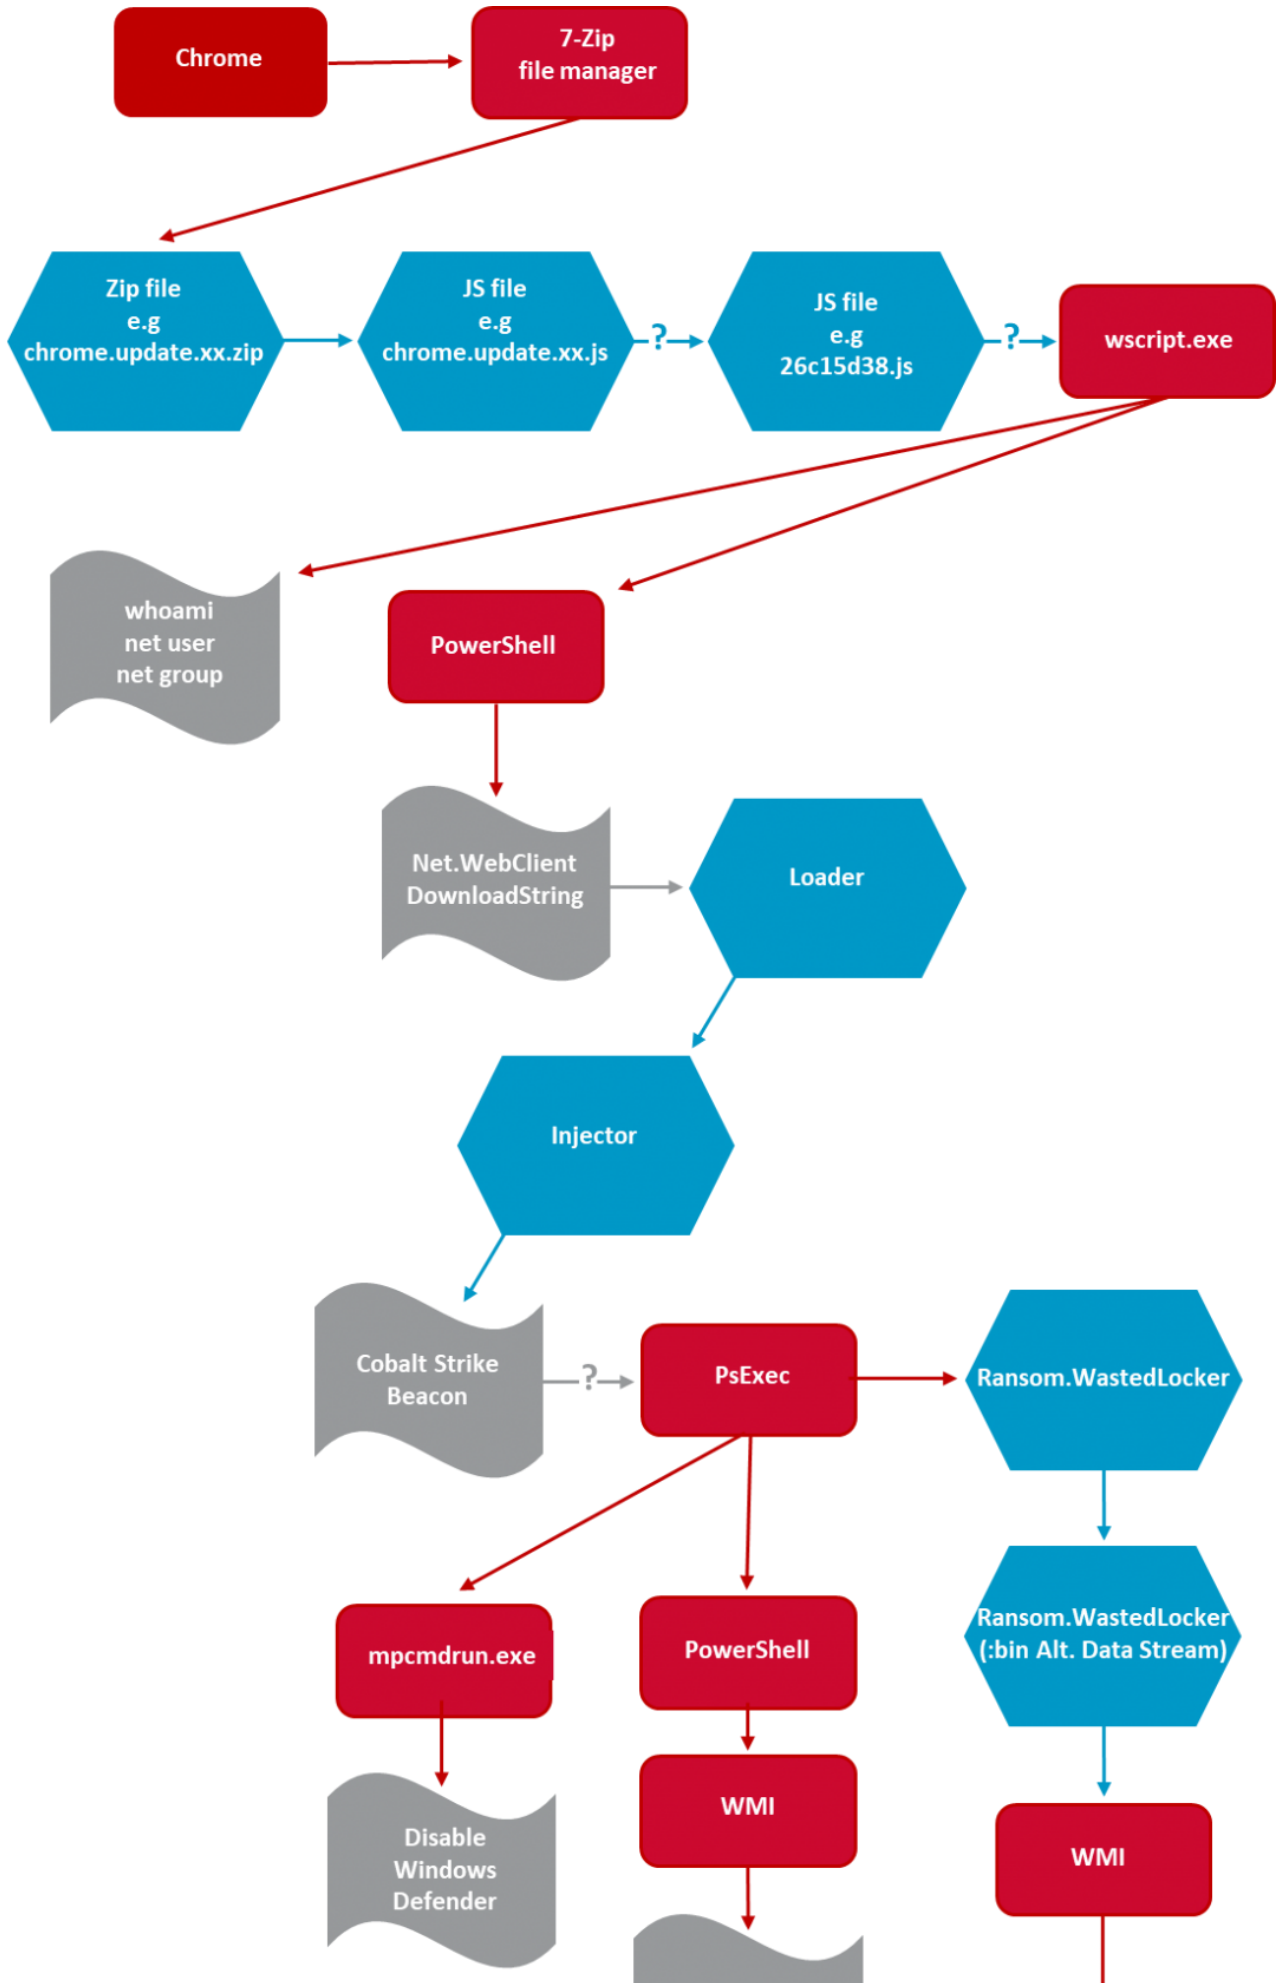 Chrome
7-Zip
file manager
Zip file
e.g
chrome.update.xx.zip
JS file
e.g
chrome.update.xx.js
?
JS file
e.g
26c15d38.js
?
wscript.exe
whoami
net user
net group
PowerShell
Net.WebClient
DownloadString
Loader
Injector
Cobalt Strike
Beacon
?
PsExec
Ransom.WastedLocker
mpcmdrun.exe
PowerShell
Ransom.WastedLocker
(:bin Alt. Data Stream)
Disable
Windows
Defender
WMI
WMI